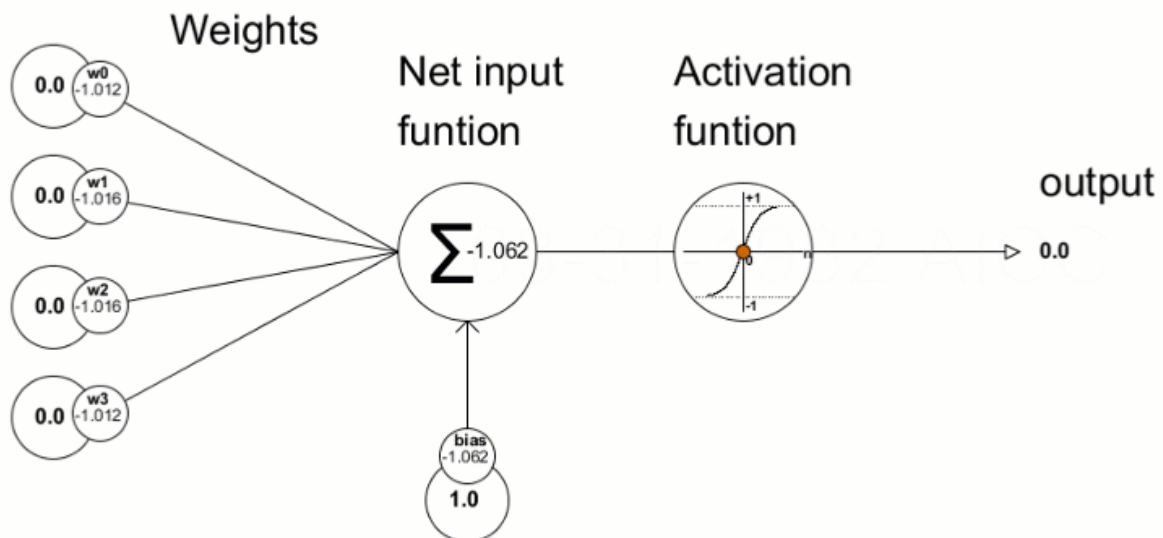 Weights
0.0 w0 -1.012
0.0 w1 -1.016
0.0 w2 -1.016
0.0 w3 -1.012
Net input
funtion
Σ -1.062
bias
-1.062
1.0
Activation
funtion
+1
0
n
-1
output
0.0